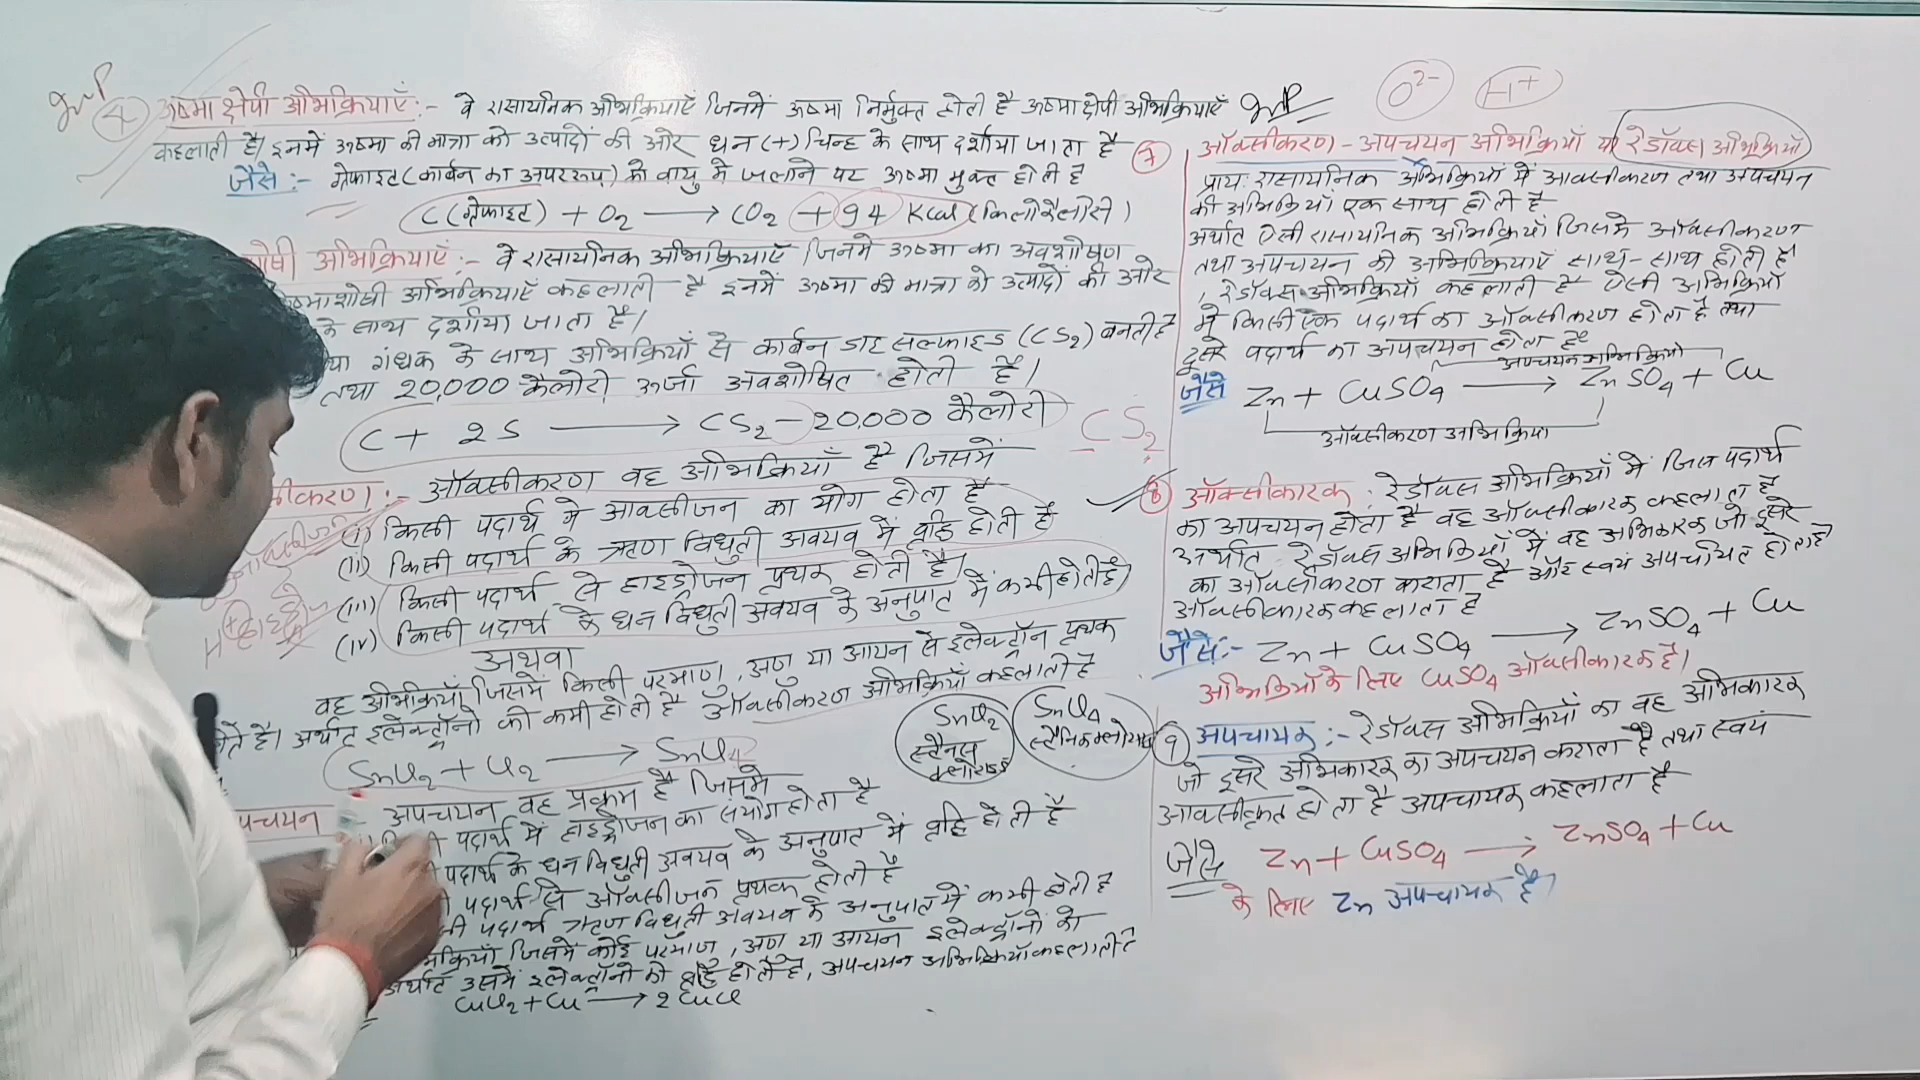 Imp
④ ऊष्माक्षेपी अभिक्रियाएँ :- वे रासायनिक अभिक्रियाएँ जिनमें ऊष्मा निर्मुक्त होती है ऊष्माक्षेपी अभिक्रियाएँ
कहलाती है। इनमें ऊष्मा की मात्रा को उत्पादों की ओर धन (+) चिन्ह के साथ दर्शाया जाता है
जैसे :- ग्रेफाइट (कार्बन का अपररूप) को वायु में जलाने पर ऊष्मा मुक्त होती है
C (ग्रेफाइट) + O₂ ⟶ CO₂ + 94 Kcal (किलोकैलोरी)
षी अभिक्रियाएँ :- वे रासायनिक अभिक्रियाएँ जिनमें ऊष्मा का अवशोषण
ष्माशोषी अभिक्रियाएँ कहलाती है इनमें ऊष्मा की मात्रा को उत्पादों की ओर
के साथ दर्शाया जाता है।
गंधक के साथ अभिक्रियाँ से कार्बन डाइ सल्फाइड (CS₂) बनती है
तथा 20,000 कैलोरी ऊर्जा अवशोषित होती है।
C + 2S ⟶ CS₂ - 20,000 कैलोरी
CS₂
सीकरण :- ऑक्सीकरण वह अभिक्रियाँ है जिसमें
(i) किसी पदार्थ में आक्सीजन का योग होता है
(ii) किसी पदार्थ के ऋण विधुती अवयव में वृद्धि होती है
(iii) किसी पदार्थ से हाइड्रोजन पृथक होती है।
(iv) किसी पदार्थ के धन विधुती अवयव के अनुपात में कमी होती है)
अथवा
वह अभिक्रियाँ जिसमें किसी परमाणु, अणु या आयन से इलेक्ट्रॉन पृथक
होते है। अर्थात् इलेक्ट्रॉनो की कमी होती है ऑक्सीकरण अभिक्रियाँ कहलाती है
SnCl₂ + Cl₂ ⟶ SnCl₄
SnCl₂
स्टैनस
क्लोराइड
SnCl₄
स्टैनिक क्लोराइड
पचयन :- अपचयन वह प्रक्रम है जिसमे
पदार्थ में हाइड्रोजन का संयोग होता है
पदार्थ के धन विधुती अवयव के अनुपात में वृद्धि होती है
पदार्थ से ऑक्सीजन पृथक होती है
पदार्थ ऋण विधुती अवयव के अनुपात में कमी होती है
क्रियाँ जिसमे कोई परमाणु, अणु या आयन इलेक्ट्रॉनो को
अर्थात उसमें इलेक्ट्रॉनो की वृद्धि होती है, अपचयन अभिक्रियाँ कहलाती है
CuCl₂ + Cu ⟶ 2CuCl
O²⁻ H⁺
Imp
⑦ ऑक्सीकरण - अपचयन अभिक्रियाँ या रेडॉक्स अभिक्रियाँ
प्रायः रासायनिक अभिक्रियाँ में आक्सीकरण तथा अपचयन
की अभिक्रियाँ एक साथ होती है
अर्थात ऐसी रासायनिक अभिक्रियाँ जिसमे ऑक्सीकरण
तथा अपचयन की अभिक्रियाएँ साथ-साथ होती है
, रेडॉक्स अभिक्रियाँ कहलाती है ऐसी अभिक्रियाँ
में किसी एक पदार्थ का ऑक्सीकरण होता है तथा
दूसरे पदार्थ का अपचयन होता है
अपचयन अभिक्रिया
जैसे Zn + CuSO₄ ⟶ ZnSO₄ + Cu
ऑक्सीकरण अभिक्रिया
⑧ ऑक्सीकारक : रेडॉक्स अभिक्रियाँ में जिस पदार्थ
का अपचयन होता है वह ऑक्सीकारक कहलाता है
अर्थात रेडॉक्स अभिक्रियाँ में वह अभिकारक जो दूसरे
का ऑक्सीकरण कराता है और स्वयं अपचयित होता है
ऑक्सीकारक कहलाता है
जैसे:- Zn + CuSO₄ ⟶ ZnSO₄ + Cu
अभिक्रियाँ के लिए CuSO₄ ऑक्सीकारक है।
⑨ अपचायक :- रेडॉक्स अभिक्रियाँ का वह अभिकारक
जो दूसरे अभिकारक का अपचयन कराता है तथा स्वयं
आक्सीकृत होता है अपचायक कहलाता है
जैसे Zn + CuSO₄ ⟶ ZnSO₄ + Cu
के लिए Zn अपचायक है।